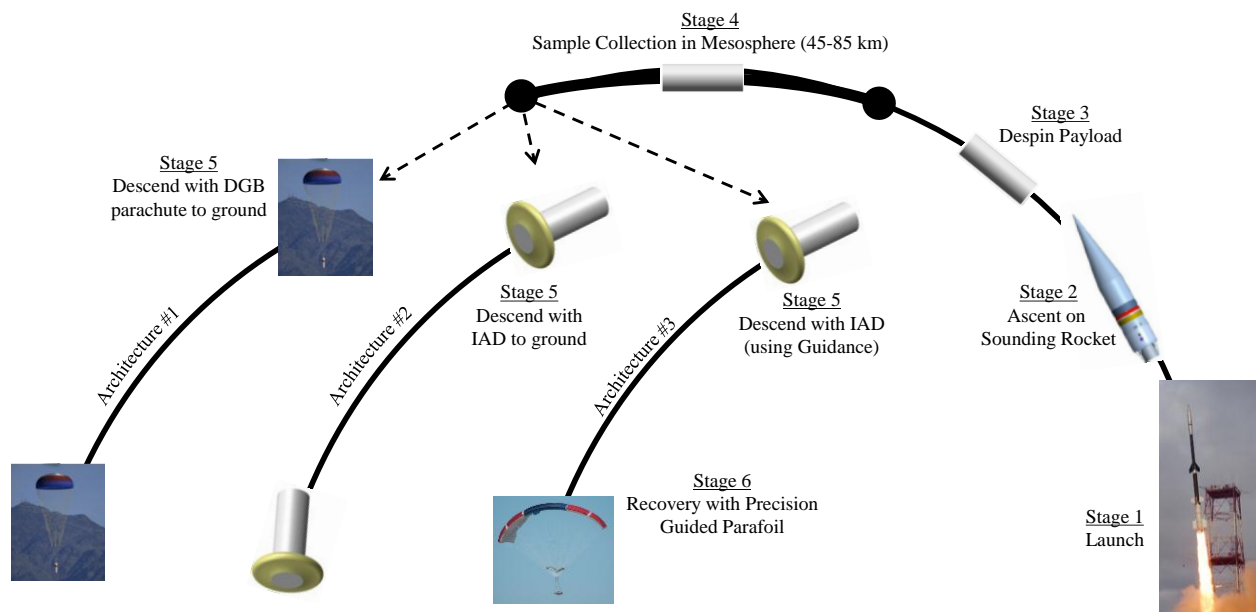 Stage 4
Sample Collection in Mesosphere (45-85 km)
Stage 3
Despin Payload
Stage 5
Descend with DGB
parachute to ground
Stage 2
Ascent on
Sounding Rocket
Stage 5
Descend with
IAD to ground
Stage 5
Descend with IAD
(using Guidance)
Architecture #1
Architecture #2
Architecture #3
Stage 6
Recovery with Precision
Guided Parafoil
Stage 1
Launch